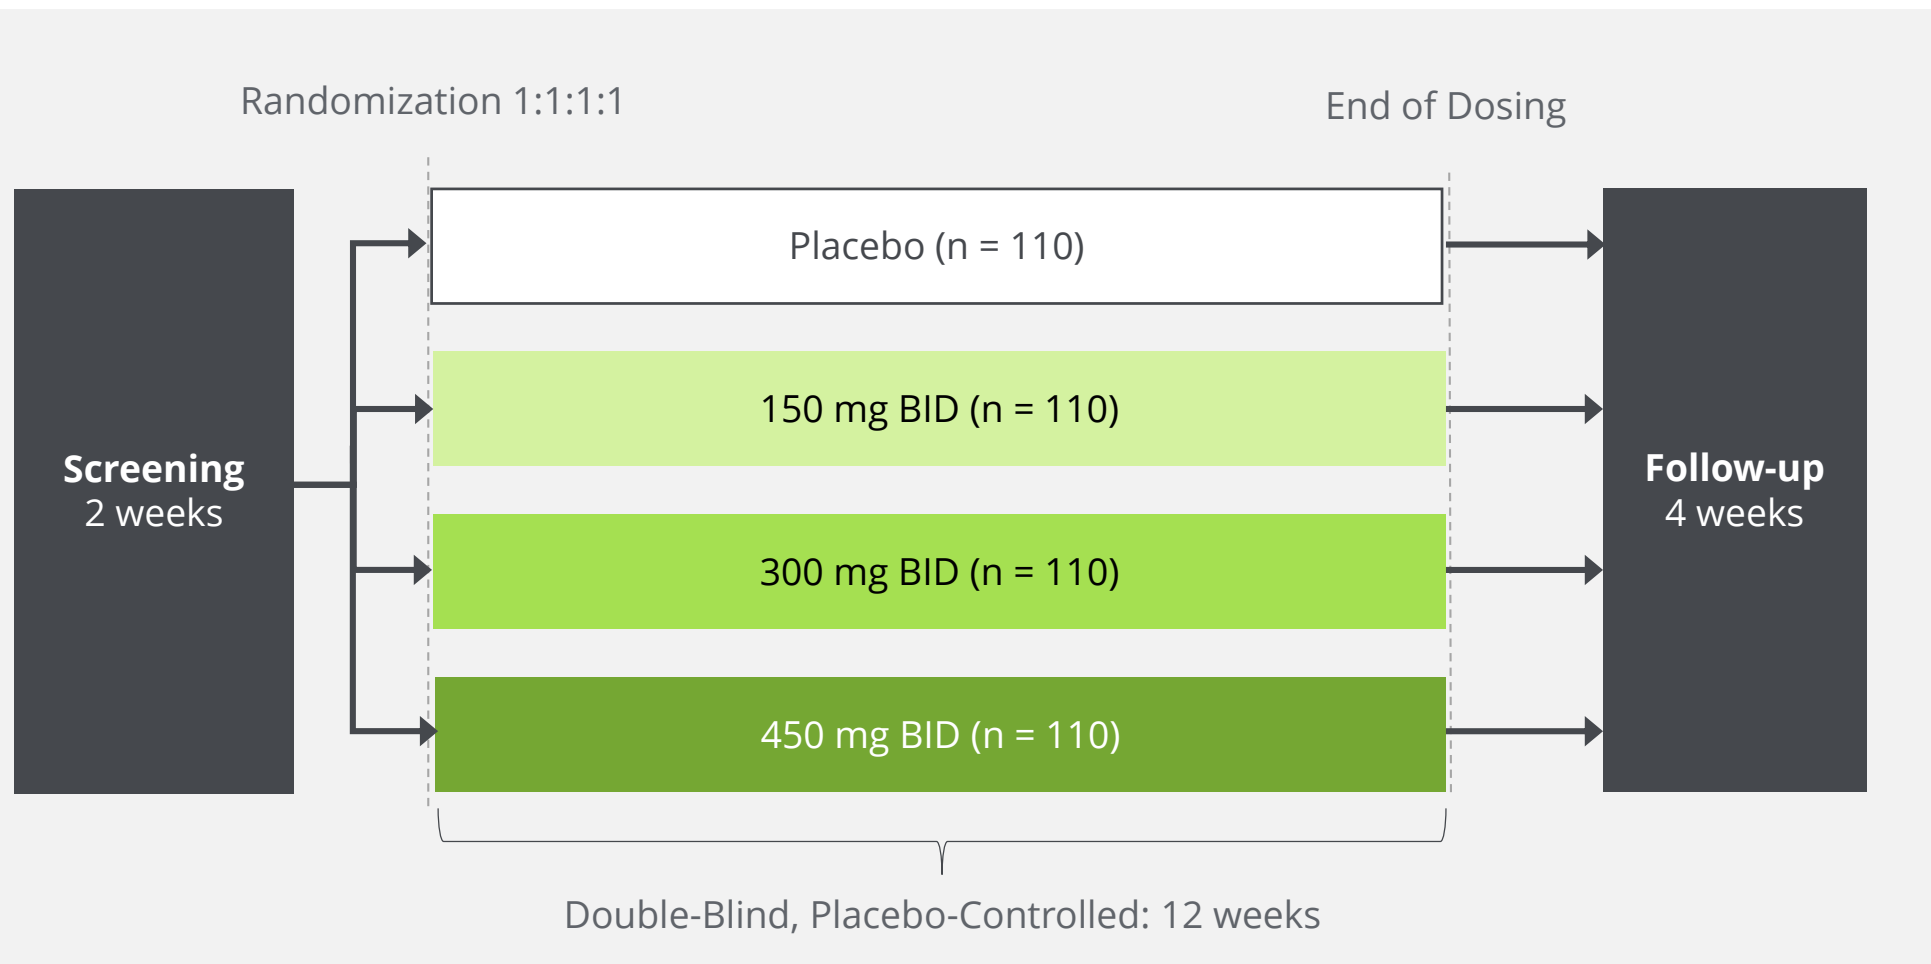 Randomization 1:1:1:1
End of Dosing
Screening
2 weeks
Placebo (n = 110)
150 mg BID (n = 110)
300 mg BID (n = 110)
450 mg BID (n = 110)
Follow-up
4 weeks
Double-Blind, Placebo-Controlled: 12 weeks